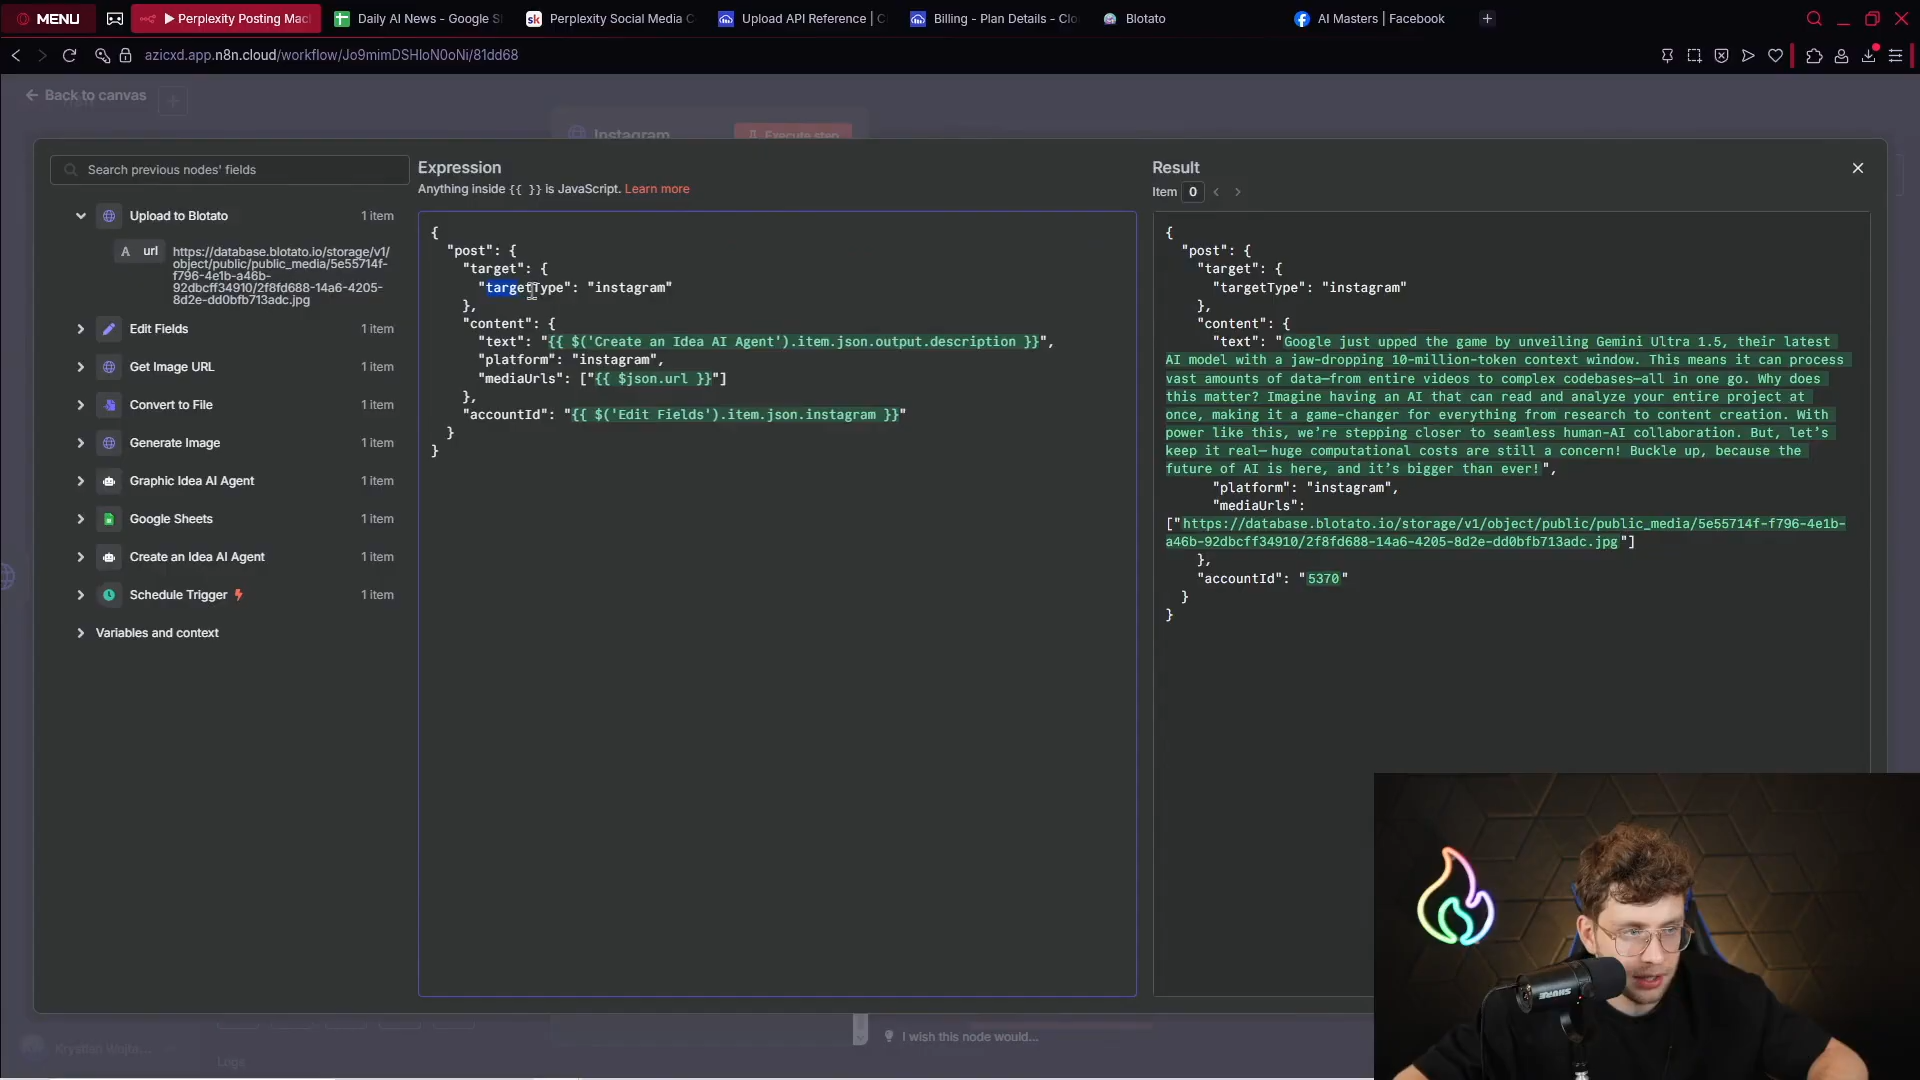 MENU
Perplexity Posting Mac
Daily AI News - Google S
Perplexity Social Media C
Upload API Reference | C
Billing - Plan Details - Clo
Blotato
AI Masters | Facebook
azicxd.app.n8n.cloud/workflow/Jo9mimDSHIoN0oNi/81dd68
Back to canvas
Instagram
Execute step
Search previous nodes' fields
Upload to Blotato 1 item
A url https://database.blotato.io/storage/v1/
object/public/public_media/5e55714f-
f796-4e1b-a46b-
92dbcff34910/2f8fd688-14a6-4205-
8d2e-dd0bfb713adc.jpg
Edit Fields 1 item
Get Image URL 1 item
Convert to File 1 item
Generate Image 1 item
Graphic Idea AI Agent 1 item
Google Sheets 1 item
Create an Idea AI Agent 1 item
Schedule Trigger 1 item
Variables and context
Expression
Anything inside {{ }} is JavaScript. Learn more
{
"post": {
"target": {
"targetType": "instagram"
},
"content": {
"text": "{{ $('Create an Idea AI Agent').item.json.output.description }}",
"platform": "instagram",
"mediaUrls": ["{{ $json.url }}"]
},
"accountId": "{{ $('Edit Fields').item.json.instagram }}"
}
}
Result
Item 0
{
"post": {
"target": {
"targetType": "instagram"
},
"content": {
"text": "Google just upped the game by unveiling Gemini Ultra 1.5, their latest
AI model with a jaw-dropping 10-million-token context window. This means it can process
vast amounts of data—from entire videos to complex codebases—all in one go. Why does
this matter? Imagine having an AI that can read and analyze your entire project at
once, making it a game-changer for everything from research to content creation. With
power like this, we're stepping closer to seamless human-AI collaboration. But, let's
keep it real—huge computational costs are still a concern! Buckle up, because the
future of AI is here, and it's bigger than ever!",
"platform": "instagram",
"mediaUrls":
["https://database.blotato.io/storage/v1/object/public/public_media/5e55714f-f796-4e1b-
a46b-92dbcff34910/2f8fd688-14a6-4205-8d2e-dd0bfb713adc.jpg"]
},
"accountId": "5370"
}
}
I wish this node would...
Krystian Wojta...
Logs
SHURE